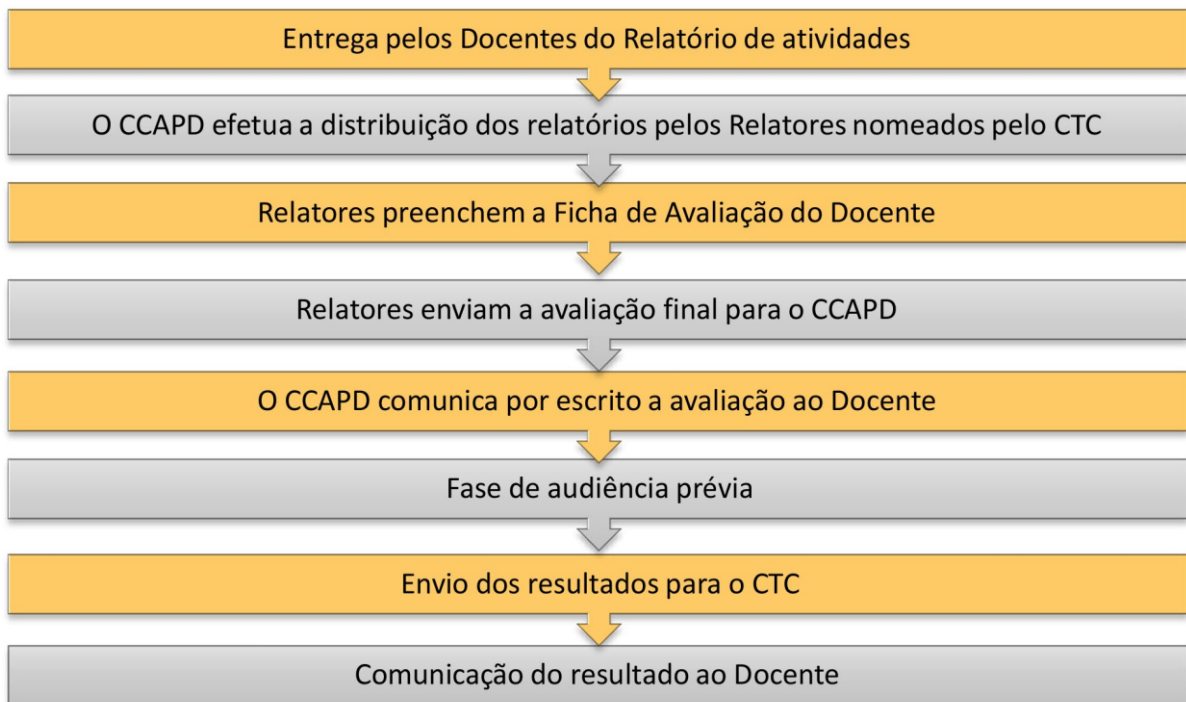 Entrega pelos Docentes do Relatório de atividades
O CCAPD efetua a distribuição dos relatórios pelos Relatores nomeados pelo CTC
Relatores preenchem a Ficha de Avaliação do Docente
Relatores enviam a avaliação final para o CCAPD
O CCAPD comunica por escrito a avaliação ao Docente
Fase de audiência prévia
Envio dos resultados para o CTC
Comunicação do resultado ao Docente